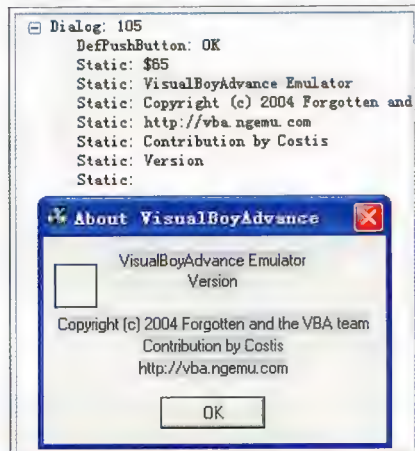 Dialog: 105
DefPushButton: OK
Static: $65
Static: VisualBoyAdvance Emulator
Static: Copyright (c) 2004 Forgotten and
Static: http://vba.ngemu.com
Static: Contribution by Costis
Static: Version
Static:
About VisualBoyAdvance
VisualBoyAdvance Emulator
Version
Copyright (c) 2004 Forgotten and the VBA team
Contribution by Costis
http://vba.ngemu.com
OK